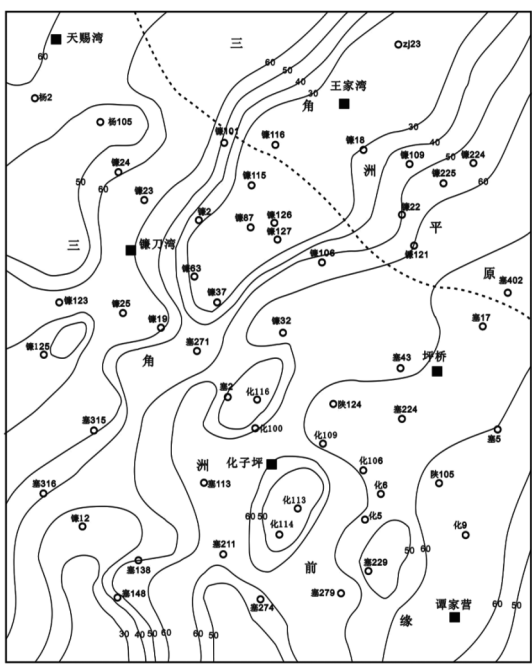 天赐湾
三
60
zj23
60
50
40
30
王家湾
角
杨2
杨105
镰101
镰116
30
40
50
60
镰18
镰109
镰224
洲
镰24
50
60
镰23
镰115
镰225
镰2
镰126
镰87
镰127
镰22
平
三
镰刀湾
镰121
镰106
原
镰63
塞402
镰123
镰25
镰37
镰19
镰32
塞17
镰125
塞271
角
塞43
坪桥
塞2
化116
陕124
塞224
塞315
化100
塞5
化109
洲
化子坪
化106
陕105
塞316
塞113
化6
化113
60
50
化5
镰12
化114
化9
塞211
50
60
塞138
前
塞229
塞148
塞274
塞279
缘
谭家营
30
40
50
60
60
50
60
50